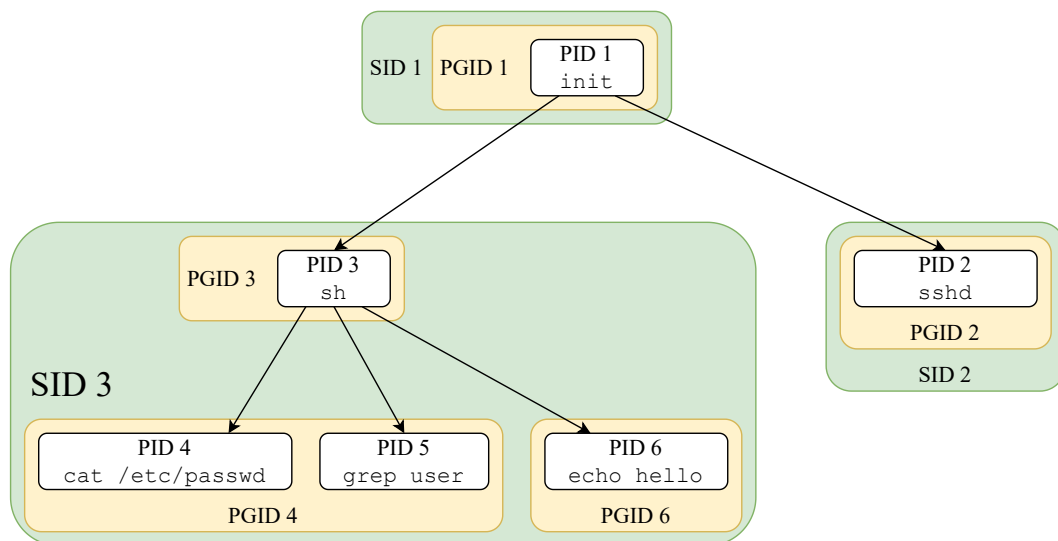 SID 1
PGID 1
PID 1
init
PGID 3
PID 3
sh
PID 2
sshd
PGID 2
SID 2
SID 3
PID 4
cat /etc/passwd
PID 5
grep user
PGID 4
PID 6
echo hello
PGID 6